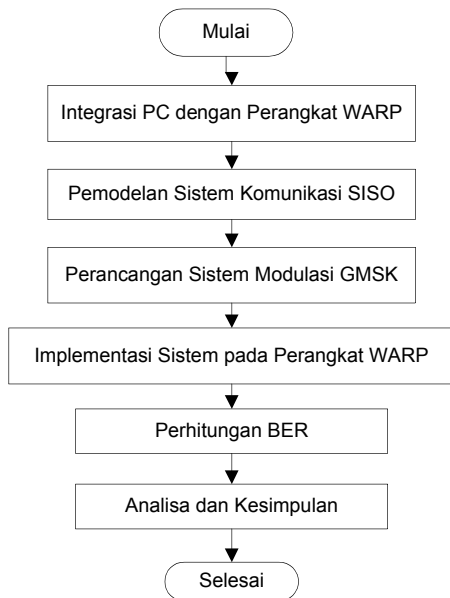 Mulai
Integrasi PC dengan Perangkat WARP
Pemodelan Sistem Komunikasi SISO
Perancangan Sistem Modulasi GMSK
Implementasi Sistem pada Perangkat WARP
Perhitungan BER
Analisa dan Kesimpulan
Selesai